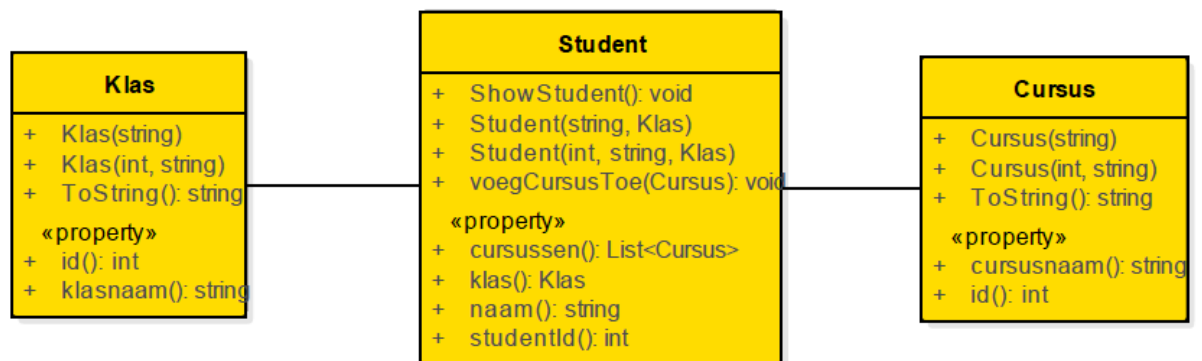 Klas
+ Klas(string)
+ Klas(int, string)
+ ToString(): string
«property»
+ id(): int
+ klasnaam(): string
Student
+ ShowStudent(): void
+ Student(string, Klas)
+ Student(int, string, Klas)
+ voegCursusToe(Cursus): void
«property»
+ cursussen(): List<Cursus>
+ klas(): Klas
+ naam(): string
+ studentId(): int
Cursus
+ Cursus(string)
+ Cursus(int, string)
+ ToString(): string
«property»
+ cursusnaam(): string
+ id(): int